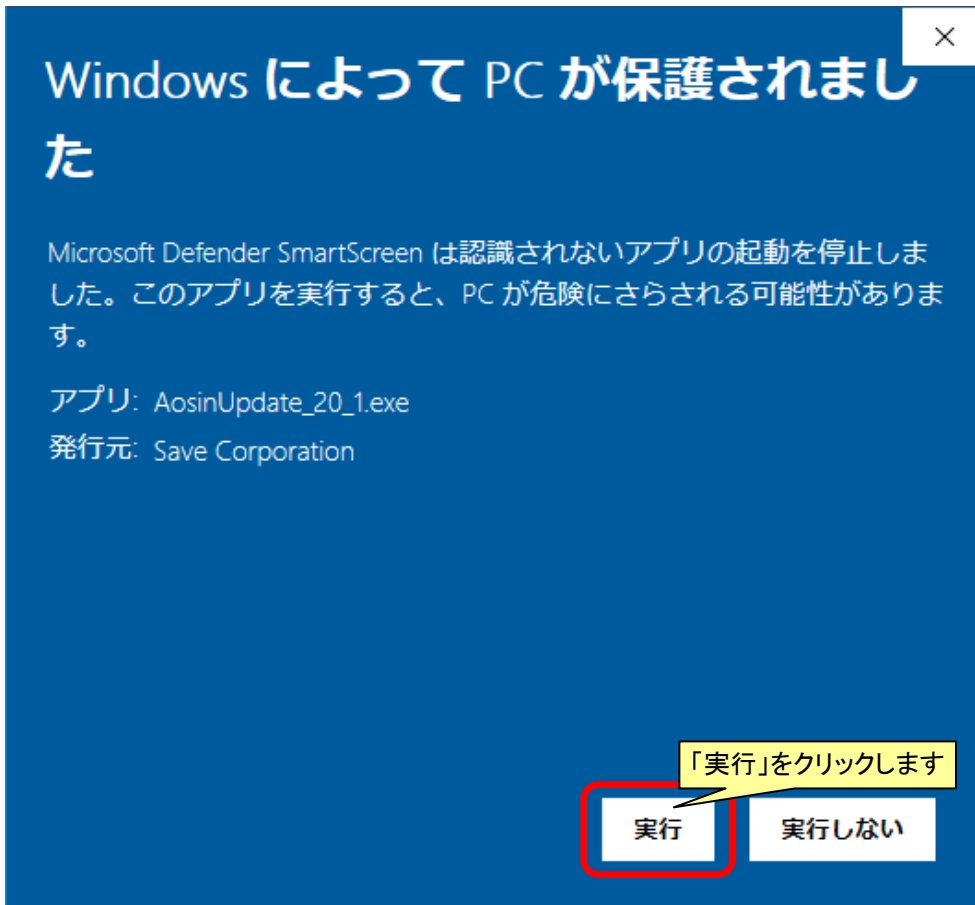 Windows によって PC が保護されまし
た
Microsoft Defender SmartScreen は認識されないアプリの起動を停止しま
した。このアプリを実行すると、PC が危険にさらされる可能性がありま
す。
アプリ: AosinUpdate_20_1.exe
発行元: Save Corporation
「実行」をクリックします
実行 実行しない